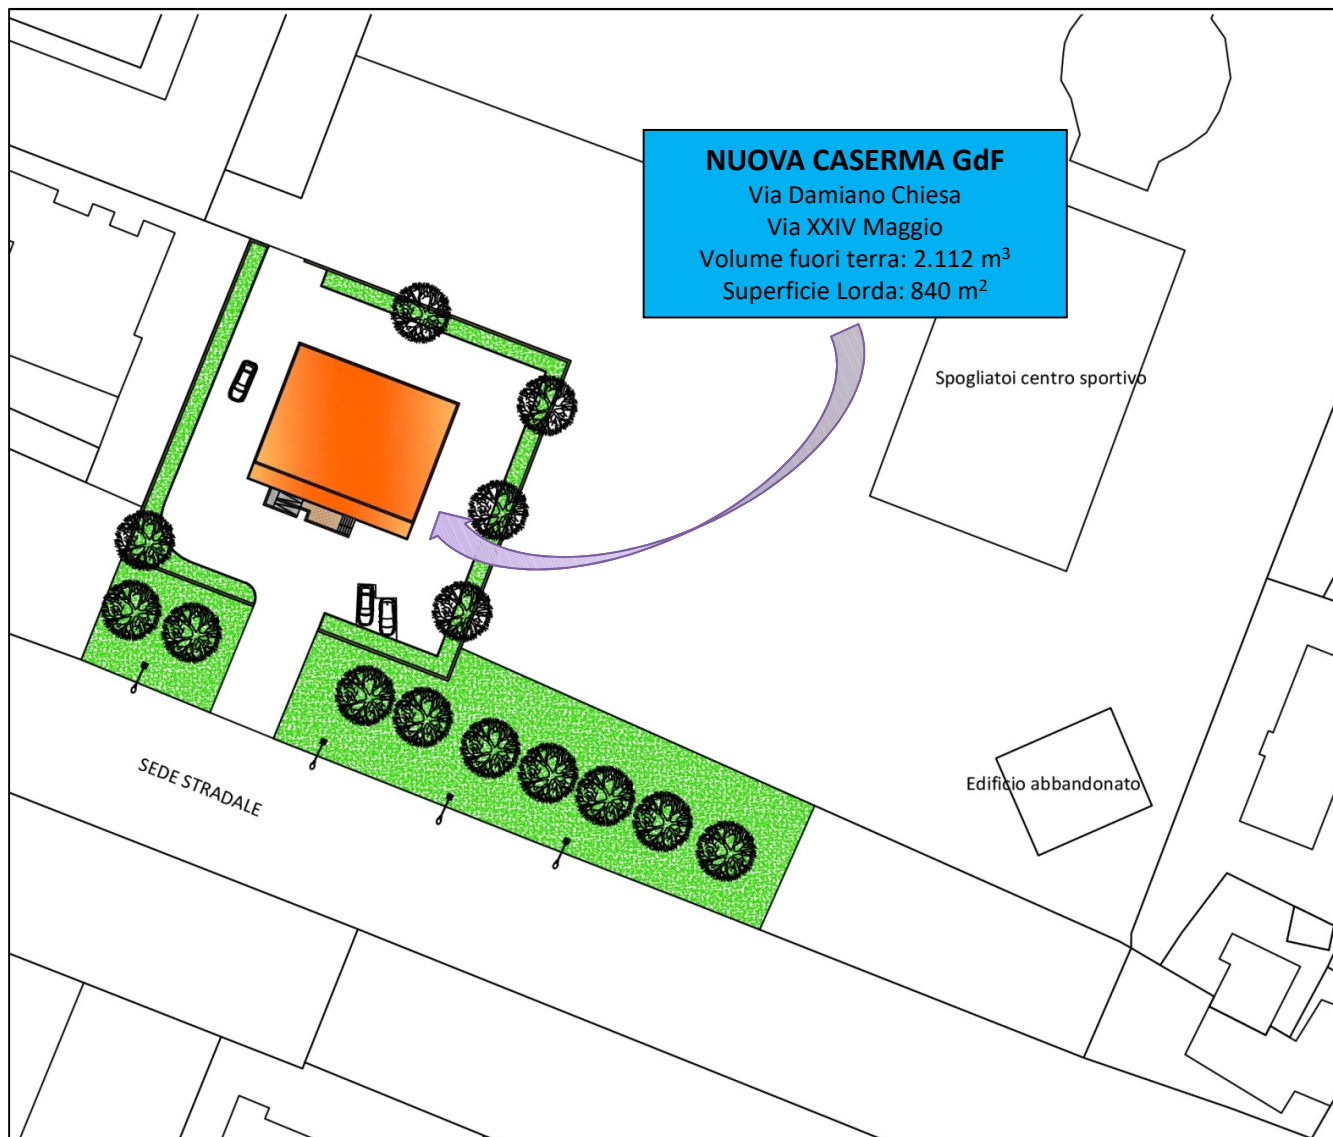 NUOVA CASERMA GdF
Via Damiano Chiesa
Via XXIV Maggio
Volume fuori terra: 2.112 m³
Superficie Lorda: 840 m²
Spogliatoi centro sportivo
Edificio abbandonato
SEDE STRADALE